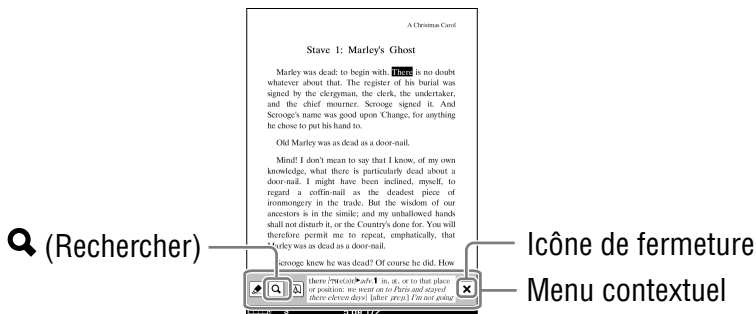 A Christmas Carol
Stave 1: Marley's Ghost
Marley was dead: to begin with. There is no doubt
whatever about that. The register of his burial was
signed by the clergyman, the clerk, the undertaker,
and the chief mourner. Scrooge signed it. And
Scrooge's name was good upon 'Change, for anything
he chose to put his hand to.
Old Marley was as dead as a door-nail.
Mind! I don't mean to say that I know, of my own
knowledge, what there is particularly dead about a
door-nail. I might have been inclined, myself, to
regard a coffin-nail as the deadest piece of
ironmongery in the trade. But the wisdom of our
ancestors is in the simile; and my unhallowed hands
shall not disturb it, or the Country's done for. You will
therefore permit me to repeat, emphatically, that
Marley was as dead as a door-nail.
Scrooge knew he was dead? Of course he did. How
(Rechercher)
Icône de fermeture
there adv. 1 in, at, or to that place
or position: we went on to Paris and stayed
there eleven days| [after prep.] I'm not going
Menu contextuel